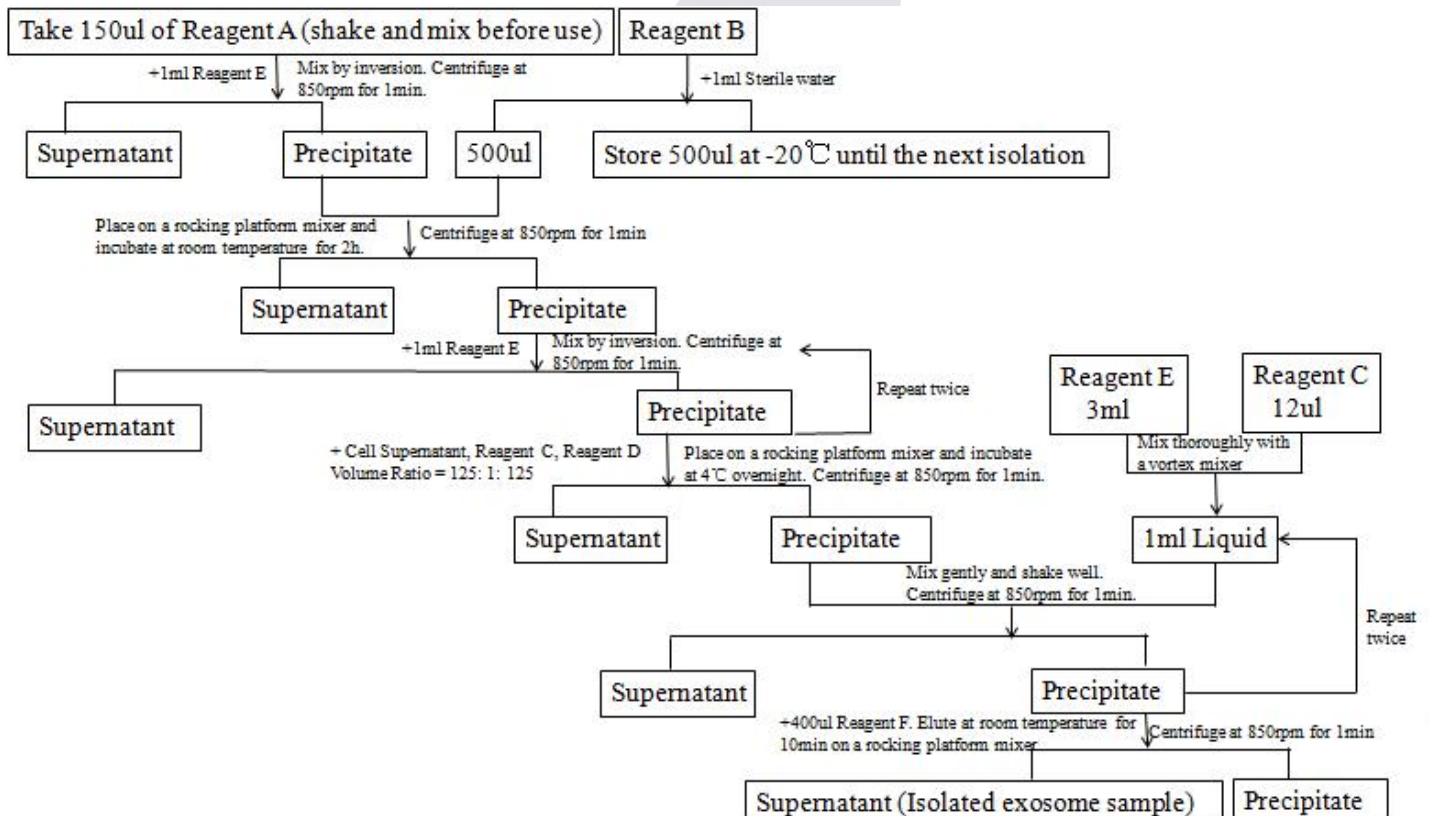 Take 150ul of Reagent A (shake and mix before use)
Reagent B
+1ml Reagent E
Mix by inversion. Centrifuge at
850rpm for 1min.
+1ml Sterile water
Supernatant
Precipitate
500ul
Store 500ul at -20℃ until the next isolation
Place on a rocking platform mixer and
incubate at room temperature for 2h.
Centrifuge at 850rpm for 1min
Supernatant
Precipitate
+1ml Reagent E
Mix by inversion. Centrifuge at
850rpm for 1min.
Repeat twice
Supernatant
Precipitate
Reagent E
3ml
Reagent C
12ul
Mix thoroughly with
a vortex mixer
+ Cell Supernatant, Reagent C, Reagent D
Volume Ratio = 125: 1: 125
Place on a rocking platform mixer and incubate
at 4℃ overnight. Centrifuge at 850rpm for 1min.
Supernatant
Precipitate
1ml Liquid
Mix gently and shake well.
Centrifuge at 850rpm for 1min.
Repeat
twice
Supernatant
Precipitate
+400ul Reagent F. Elute at room temperature for
10min on a rocking platform mixer
Centrifuge at 850rpm for 1min
Supernatant (Isolated exosome sample)
Precipitate